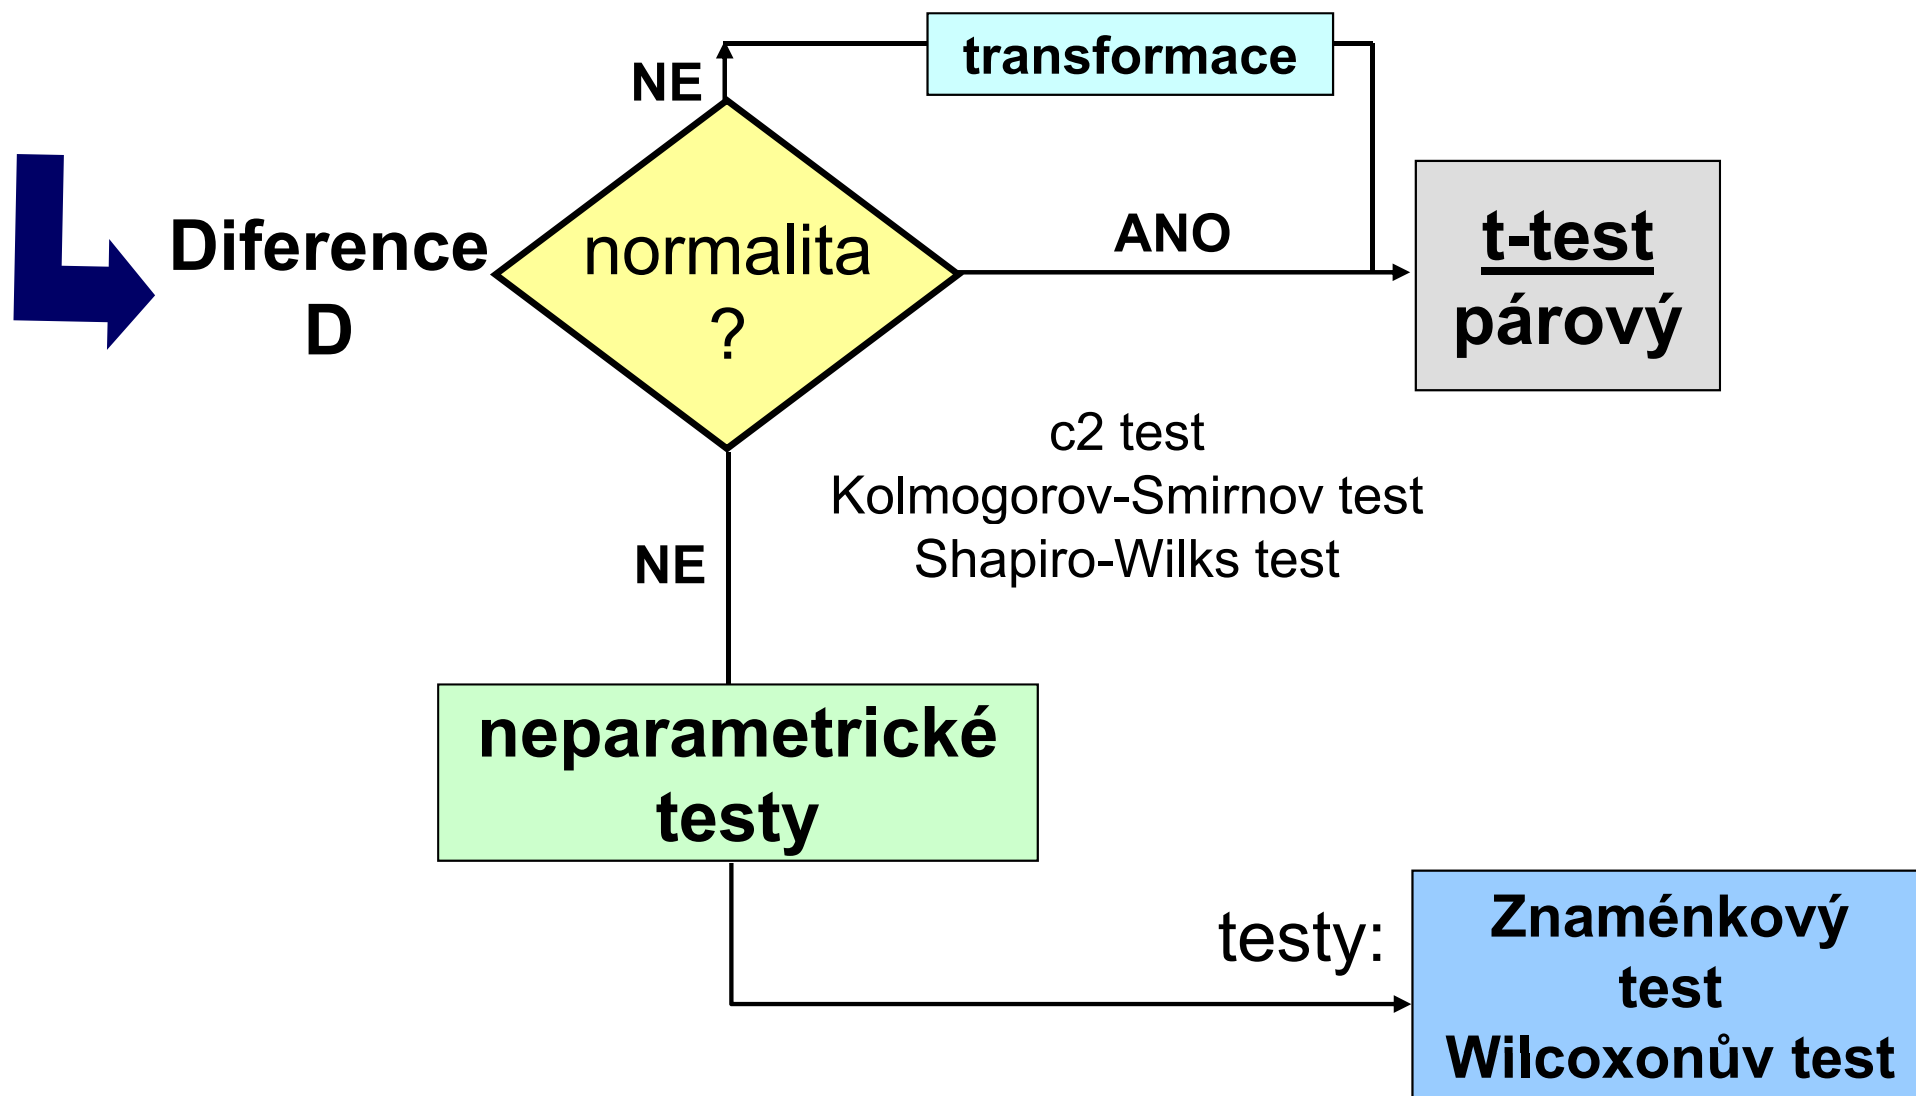 transformace
NE
Diference
D
normalita
?
ANO
t-test
párový
c2 test
Kolmogorov-Smirnov test
Shapiro-Wilks test
NE
neparametrické
testy
testy:
Znaménkový
test
Wilcoxonův test